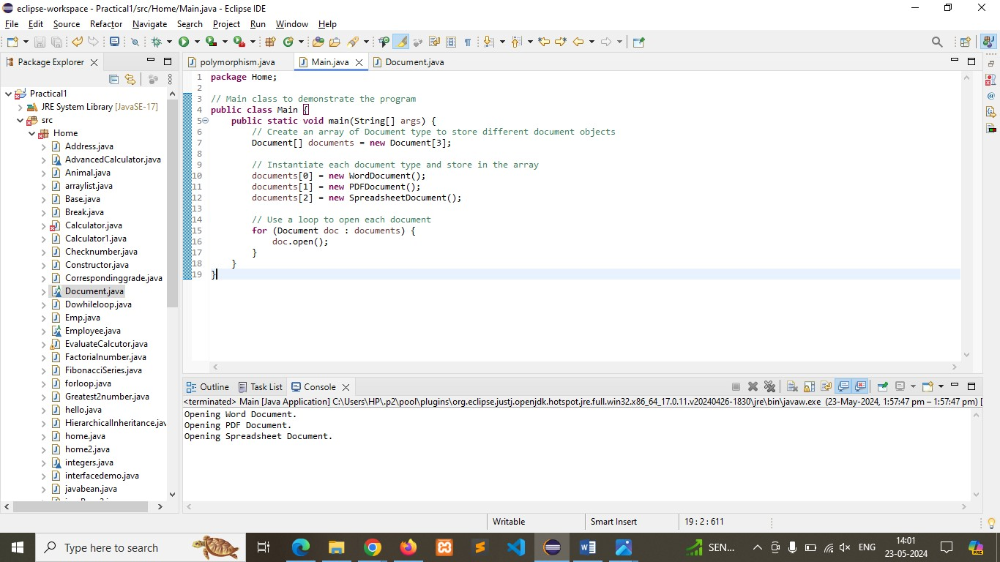 eclipse-workspace - Practical1/src/Home/Main.java - Eclipse IDE
File Edit Source Refactor Navigate Search Project Run Window Help
Package Explorer
Practical1
JRE System Library [JavaSE-17]
src
Home
Address.java
AdvancedCalculator.java
Animal.java
arraylist.java
Base.java
Break.java
Calculator.java
Calculator1.java
Checknumber.java
Constructor.java
Correspondinggrade.java
Document.java
Dowhileloop.java
Emp.java
Employee.java
EvaluateCalcutor.java
Factorialnumber.java
FibonacciSeries.java
forloop.java
Greatest2number.java
hello.java
HierarchicalInheritance.jav
home.java
home2.java
integers.java
interfacedemo.java
javabean.java
polymorphism.java Main.java Document.java
1 package Home;
2
3 // Main class to demonstrate the program
4 public class Main {
5 public static void main(String[] args) {
6 // Create an array of Document type to store different document objects
7 Document[] documents = new Document[3];
8
9 // Instantiate each document type and store in the array
10 documents[0] = new WordDocument();
11 documents[1] = new PDFDocument();
12 documents[2] = new SpreadsheetDocument();
13
14 // Use a loop to open each document
15 for (Document doc : documents) {
16 doc.open();
17 }
18 }
19 }
Outline Task List Console
<terminated> Main [Java Application] C:\Users\HP\.p2\pool\plugins\org.eclipse.justj.openjdk.hotspot.jre.full.win32.x86_64_17.0.11.v20240426-1830\jre\bin\javaw.exe (23-May-2024, 1:57:47 pm – 1:57:47 pm) [
Opening Word Document.
Opening PDF Document.
Opening Spreadsheet Document.
Writable Smart Insert 19 : 2 : 611
Type here to search
SEN... ENG 14:01
23-05-2024
PRE